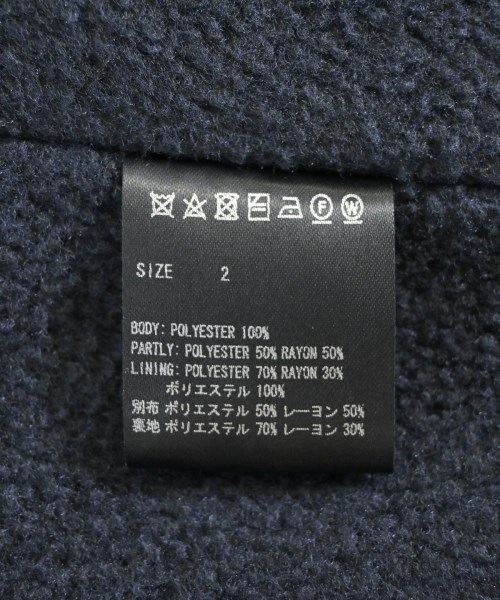 F W
SIZE 2
BODY: POLYESTER 100%
PARTLY: POLYESTER 50% RAYON 50%
LINING: POLYESTER 70% RAYON 30%
ポリエステル 100%
別布 ポリエステル 50% レーヨン 50%
裏地 ポリエステル 70% レーヨン 30%